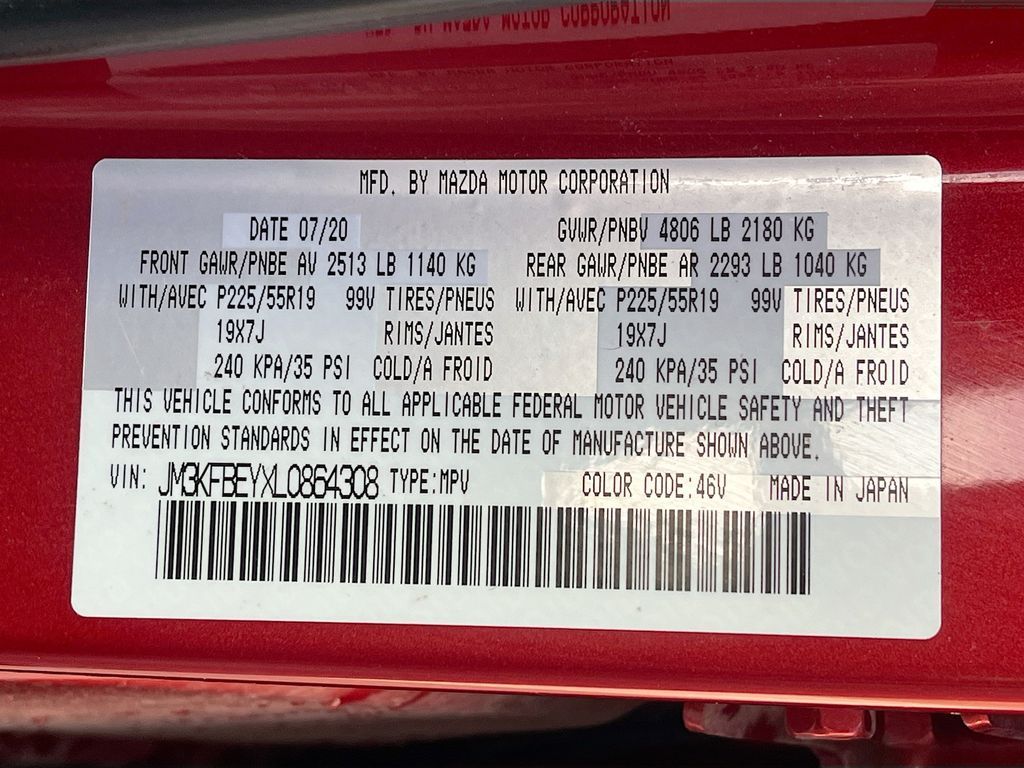 MFD. BY MAZDA MOTOR CORPORATION
DATE 07/20 GVWR/PNBV 4806 LB 2180 KG
FRONT GAWR/PNBE AV 2513 LB 1140 KG REAR GAWR/PNBE AR 2293 LB 1040 KG
WITH/AVEC P225/55R19 99V TIRES/PNEUS WITH/AVEC P225/55R19 99V TIRES/PNEUS
19X7J RIMS/JANTES 19X7J RIMS/JANTES
240 KPA/35 PSI COLD/A FROID 240 KPA/35 PSI COLD/A FROID
THIS VEHICLE CONFORMS TO ALL APPLICABLE FEDERAL MOTOR VEHICLE SAFETY AND THEFT
PREVENTION STANDARDS IN EFFECT ON THE DATE OF MANUFACTURE SHOWN ABOVE.
VIN: JM3KFBEYXL0864308 TYPE:MPV COLOR CODE:46V MADE IN JAPAN